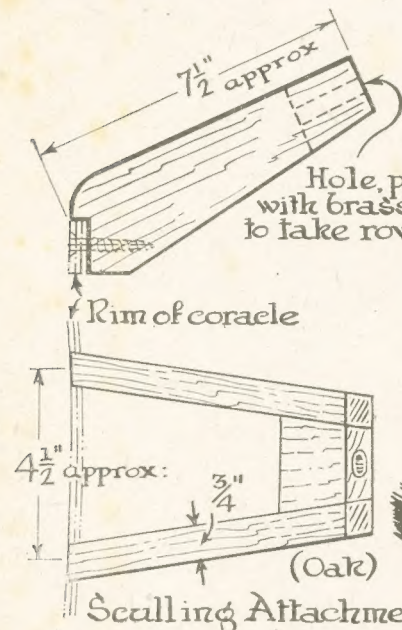 7½" approx
Hole, p
with brass
to take row
Rim of coracle
4½" approx:
¾"
(Oak)
Sculling Attachme